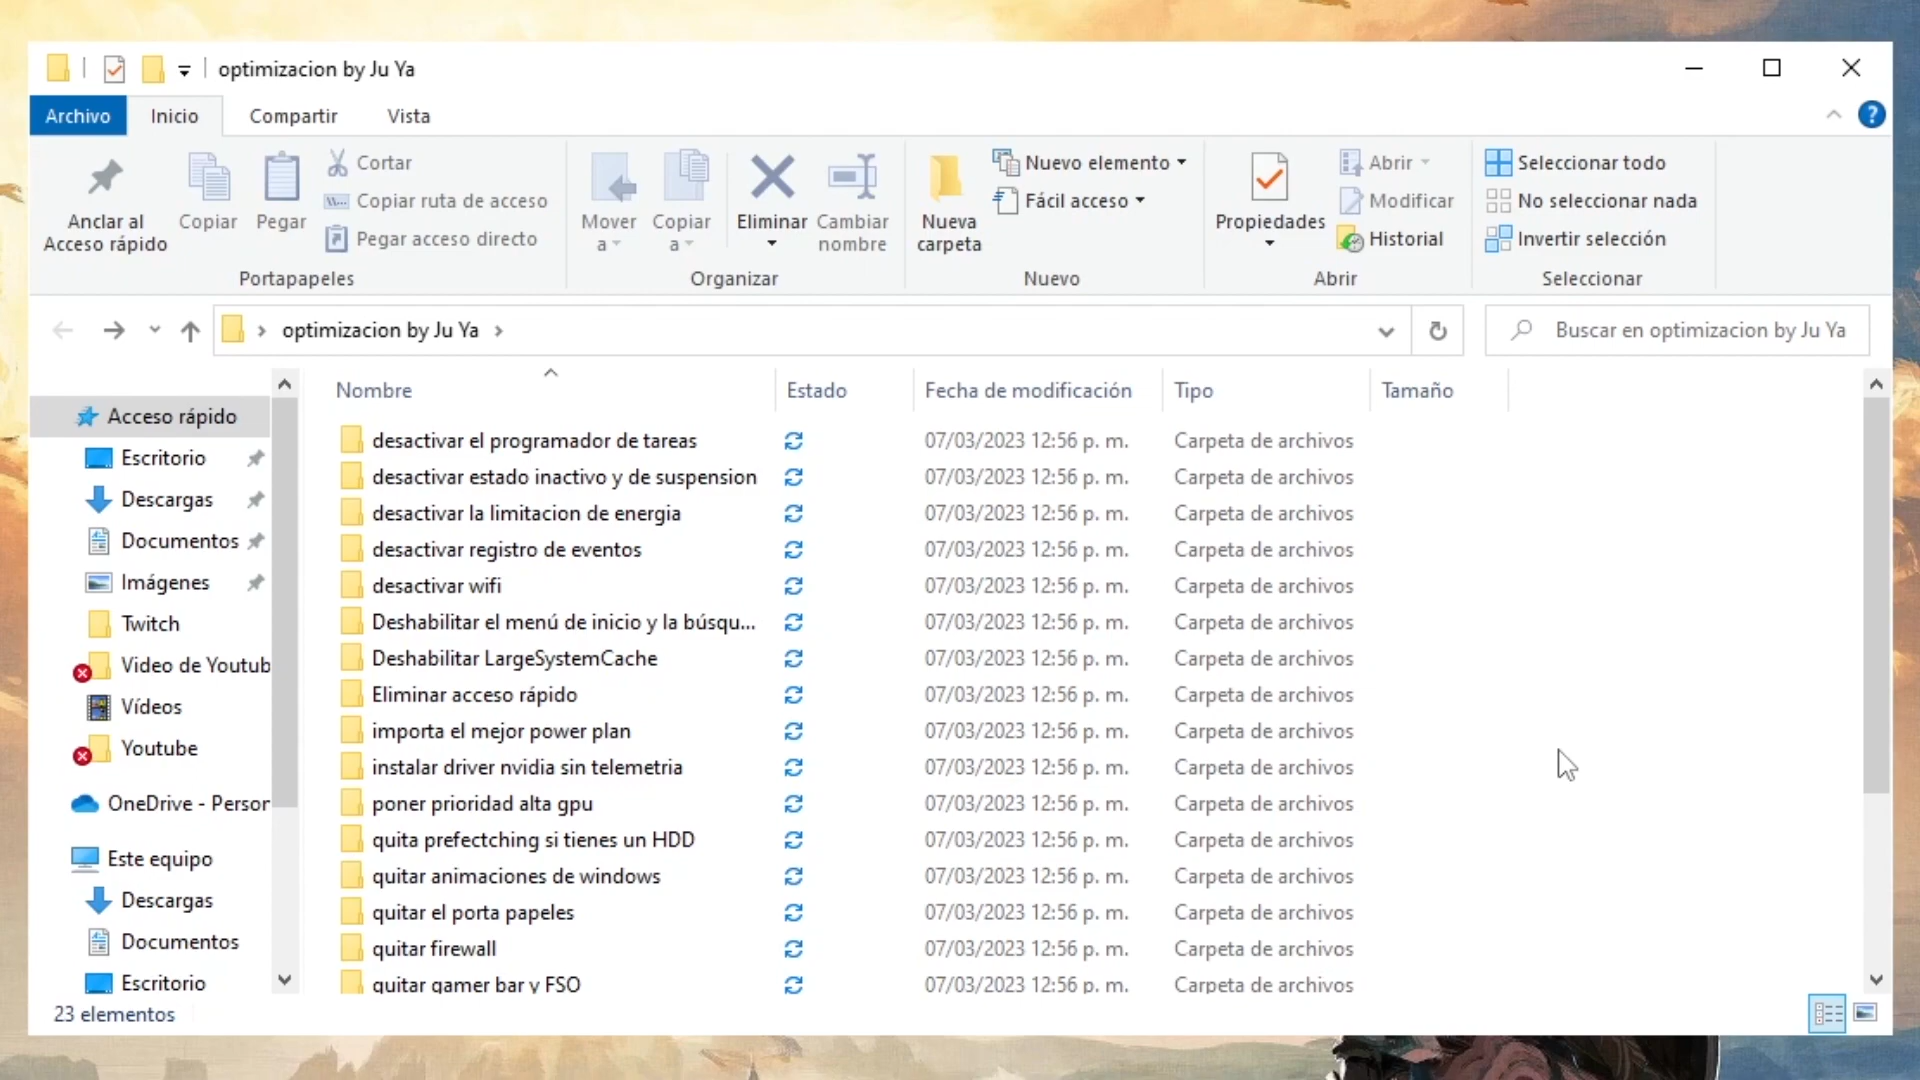 optimizacion by Ju Ya
Archivo Inicio Compartir Vista
Anclar al Acceso rápido
Copiar
Pegar
Cortar
Copiar ruta de acceso
Pegar acceso directo
Portapapeles
Mover a
Copiar a
Eliminar
Cambiar nombre
Organizar
Nueva carpeta
Nuevo elemento
Fácil acceso
Nuevo
Propiedades
Abrir
Modificar
Historial
Abrir
Seleccionar todo
No seleccionar nada
Invertir selección
Seleccionar
optimizacion by Ju Ya
Buscar en optimizacion by Ju Ya
Acceso rápido
Escritorio
Descargas
Documentos
Imágenes
Twitch
Video de Youtub
Vídeos
Youtube
OneDrive - Person
Este equipo
Descargas
Documentos
Escritorio
Nombre Estado Fecha de modificación Tipo Tamaño
desactivar el programador de tareas 07/03/2023 12:56 p. m. Carpeta de archivos
desactivar estado inactivo y de suspension 07/03/2023 12:56 p. m. Carpeta de archivos
desactivar la limitacion de energia 07/03/2023 12:56 p. m. Carpeta de archivos
desactivar registro de eventos 07/03/2023 12:56 p. m. Carpeta de archivos
desactivar wifi 07/03/2023 12:56 p. m. Carpeta de archivos
Deshabilitar el menú de inicio y la búsqu... 07/03/2023 12:56 p. m. Carpeta de archivos
Deshabilitar LargeSystemCache 07/03/2023 12:56 p. m. Carpeta de archivos
Eliminar acceso rápido 07/03/2023 12:56 p. m. Carpeta de archivos
importa el mejor power plan 07/03/2023 12:56 p. m. Carpeta de archivos
instalar driver nvidia sin telemetria 07/03/2023 12:56 p. m. Carpeta de archivos
poner prioridad alta gpu 07/03/2023 12:56 p. m. Carpeta de archivos
quita prefectching si tienes un HDD 07/03/2023 12:56 p. m. Carpeta de archivos
quitar animaciones de windows 07/03/2023 12:56 p. m. Carpeta de archivos
quitar el porta papeles 07/03/2023 12:56 p. m. Carpeta de archivos
quitar firewall 07/03/2023 12:56 p. m. Carpeta de archivos
quitar gamer bar y FSO 07/03/2023 12:56 p. m. Carpeta de archivos
23 elementos